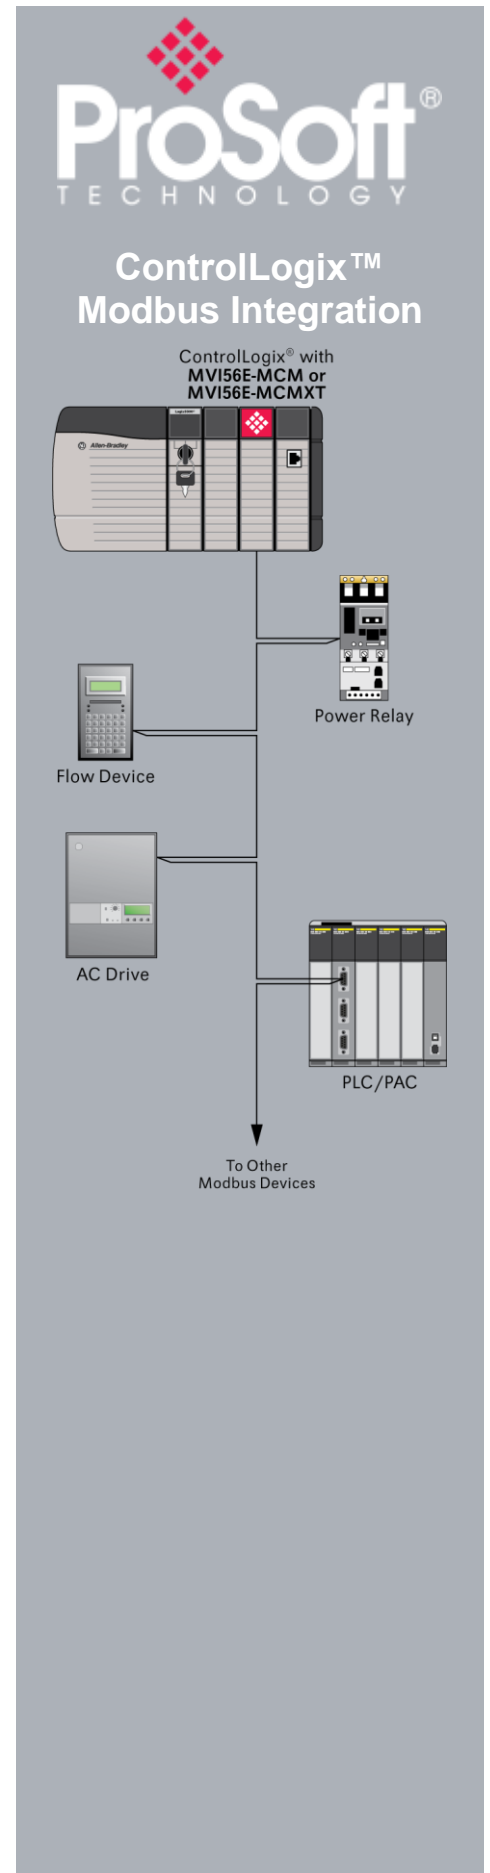 ProSoft®
TECHNOLOGY
ControlLogix™
Modbus Integration
ControlLogix® with
MVI56E-MCM or
MVI56E-MCMXT
Allen-Bradley
Power Relay
Flow Device
AC Drive
PLC/PAC
To Other
Modbus Devices